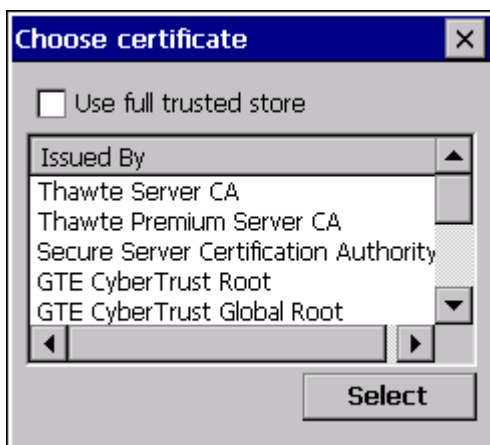 Choose certificate
Use full trusted store
Issued By
Thawte Server CA
Thawte Premium Server CA
Secure Server Certification Authority
GTE CyberTrust Root
GTE CyberTrust Global Root
Select